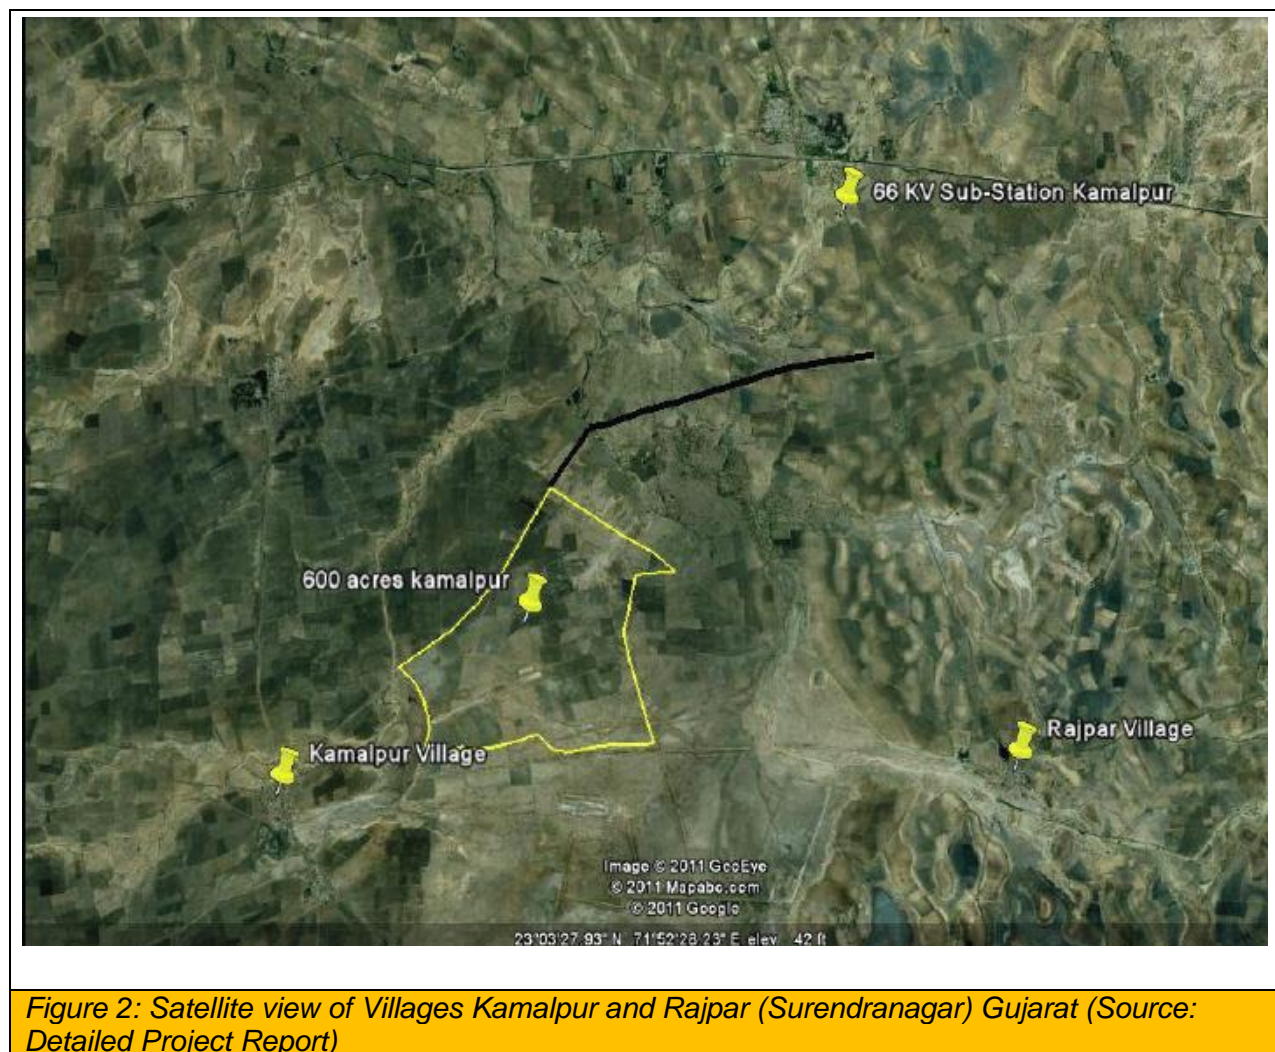 66 KV Sub-Station Kamalpur
600 acres kamalpur
Rajpar Village
Kamalpur Village
Image © 2011 GeoEye
© 2011 Mapabc.com
© 2011 Google
23°03'27.93" N 71°52'28.23" E elev 42 ft
Figure 2: Satellite view of Villages Kamalpur and Rajpar (Surendranagar) Gujarat (Source:
Detailed Project Report)